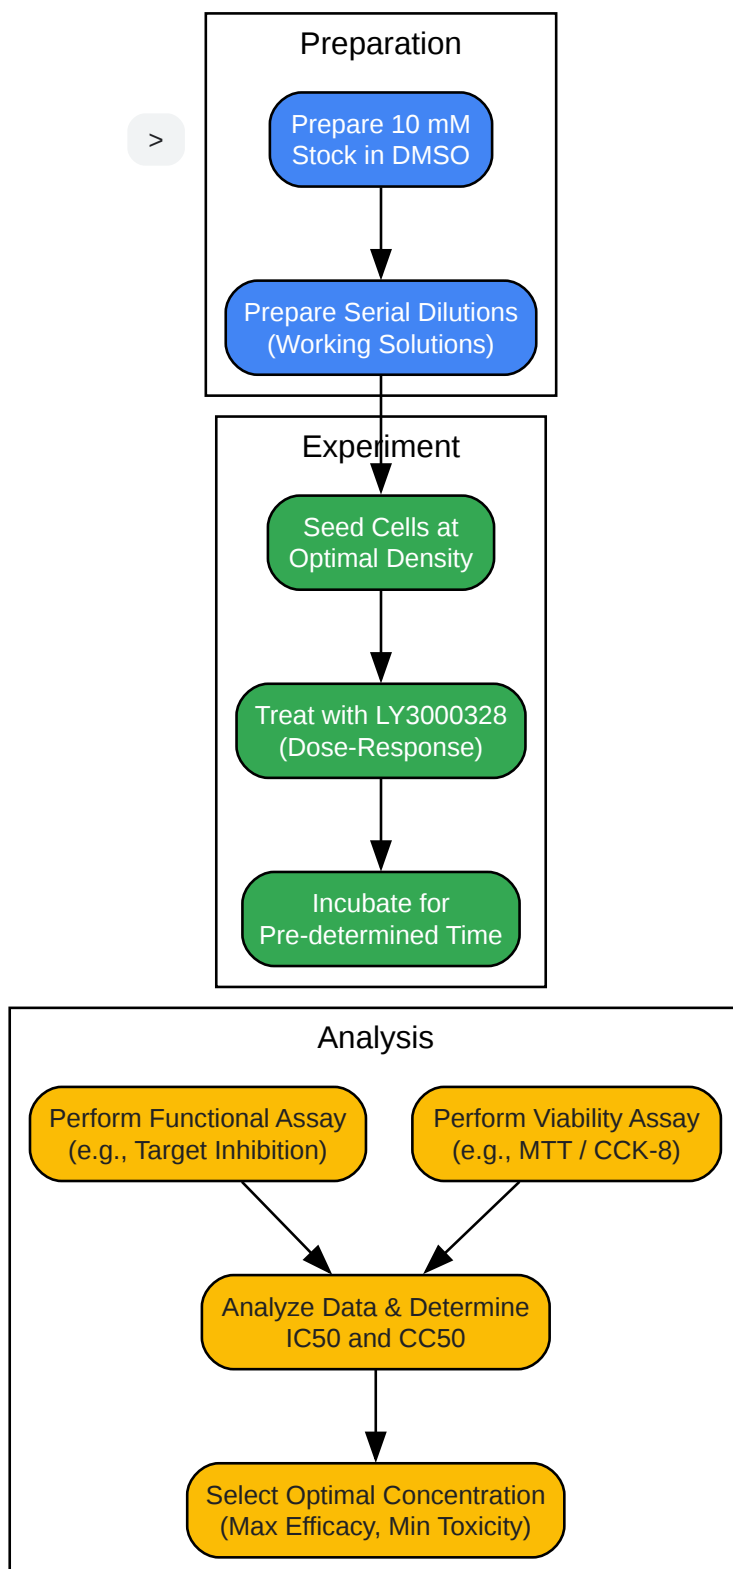 Preparation
>
Prepare 10 mM
Stock in DMSO
Prepare Serial Dilutions
(Working Solutions)
Experiment
Seed Cells at
Optimal Density
Treat with LY3000328
(Dose-Response)
Incubate for
Pre-determined Time
Analysis
Perform Functional Assay
(e.g., Target Inhibition)
Perform Viability Assay
(e.g., MTT / CCK-8)
Analyze Data & Determine
IC50 and CC50
Select Optimal Concentration
(Max Efficacy, Min Toxicity)